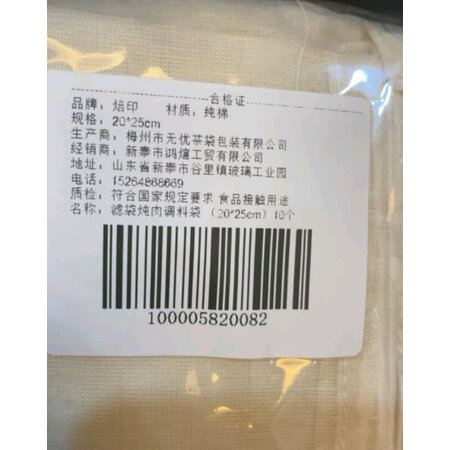 合格证
品牌：焙印 材质：纯棉
规格：20*25cm
生产商：梅州市无忧茶袋包装有限公司
经销商：新泰市鸿煊工贸有限公司
地址：山东省新泰市谷里镇玻璃工业园
电话：15264868669
质检：符合国家规定要求 食品接触用途
名称：滤袋炖肉调料袋（20*25cm）10个
100005820082